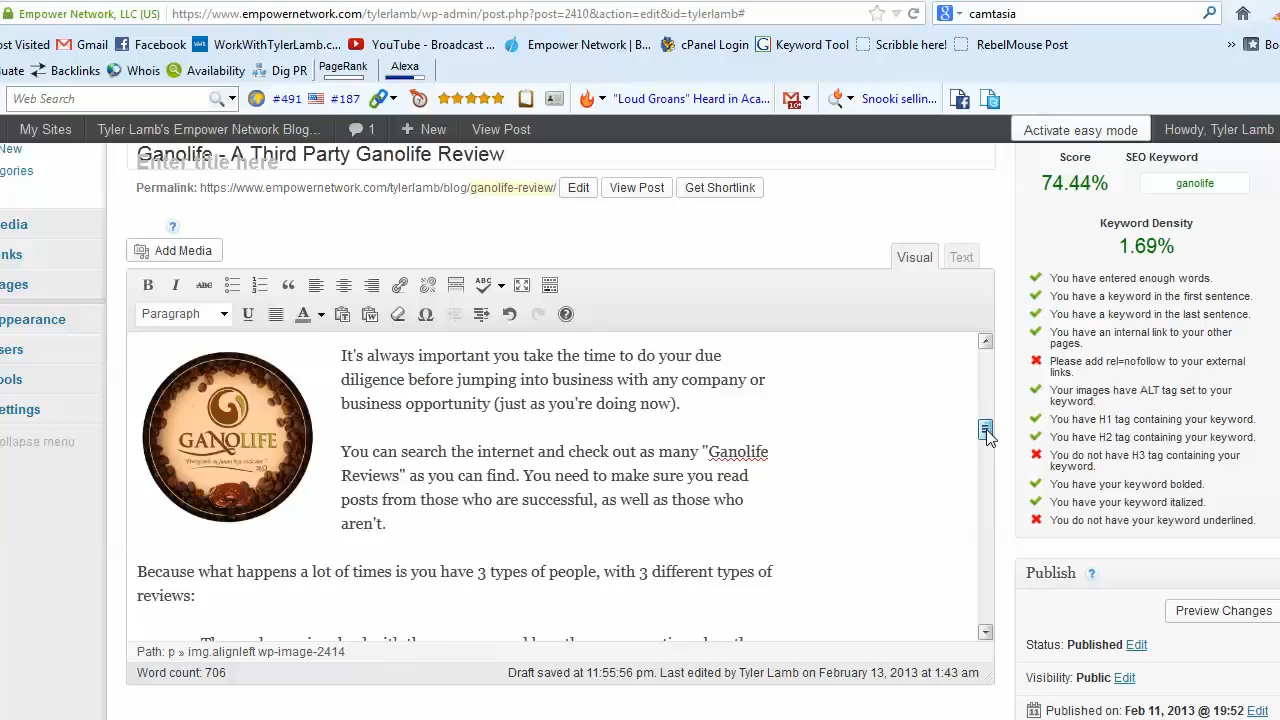 Empower Network, LLC (US) https://www.empowernetwork.com/tylerlamb/wp-admin/post.php?post=2410&action=edit&id=tylerlamb# camtasia
ost Visited Gmail Facebook WorkWithTylerLamb.c... YouTube - Broadcast ... Empower Network | B... cPanel Login Keyword Tool Scribble here! RebelMouse Post » Bo
uate Backlinks Whois Availability Dig PR PageRank Alexa
Web Search #491 #187 "Loud Groans" Heard in Aca... 10+ Snooki sellin...
My Sites Tyler Lamb's Empower Network Blog... 1 New View Post Activate easy mode Howdy, Tyler Lamb
New
egories
edia
nks
ages
ppearance
sers
ools
ettings
ollapse menu
Ganolife - A Third Party Ganolife Review
Enter title here
Permalink: https://www.empowernetwork.com/tylerlamb/blog/ganolife-review/ Edit View Post Get Shortlink
Add Media
Visual Text
B I ABC ABC
Paragraph U A
GANOLIFE
It's always important you take the time to do your due
diligence before jumping into business with any company or
business opportunity (just as you're doing now).
You can search the internet and check out as many "Ganolife
Reviews" as you can find. You need to make sure you read
posts from those who are successful, as well as those who
aren't.
Because what happens a lot of times is you have 3 types of people, with 3 different types of
reviews:
Path: p » img.alignleft wp-image-2414
Word count: 706 Draft saved at 11:55:56 pm. Last edited by Tyler Lamb on February 13, 2013 at 1:43 am
Score SEO Keyword
74.44% ganolife
Keyword Density
1.69%
You have entered enough words.
You have a keyword in the first sentence.
You have a keyword in the last sentence.
You have an internal link to your other
pages.
Please add rel=nofollow to your external
links.
Your images have ALT tag set to your
keyword.
You have H1 tag containing your keyword.
You have H2 tag containing your keyword.
You do not have H3 tag containing your
keyword.
You have your keyword bolded.
You have your keyword italized.
You do not have your keyword underlined.
Publish
Preview Changes
Status: Published Edit
Visibility: Public Edit
Published on: Feb 11, 2013 @ 19:52 Edit